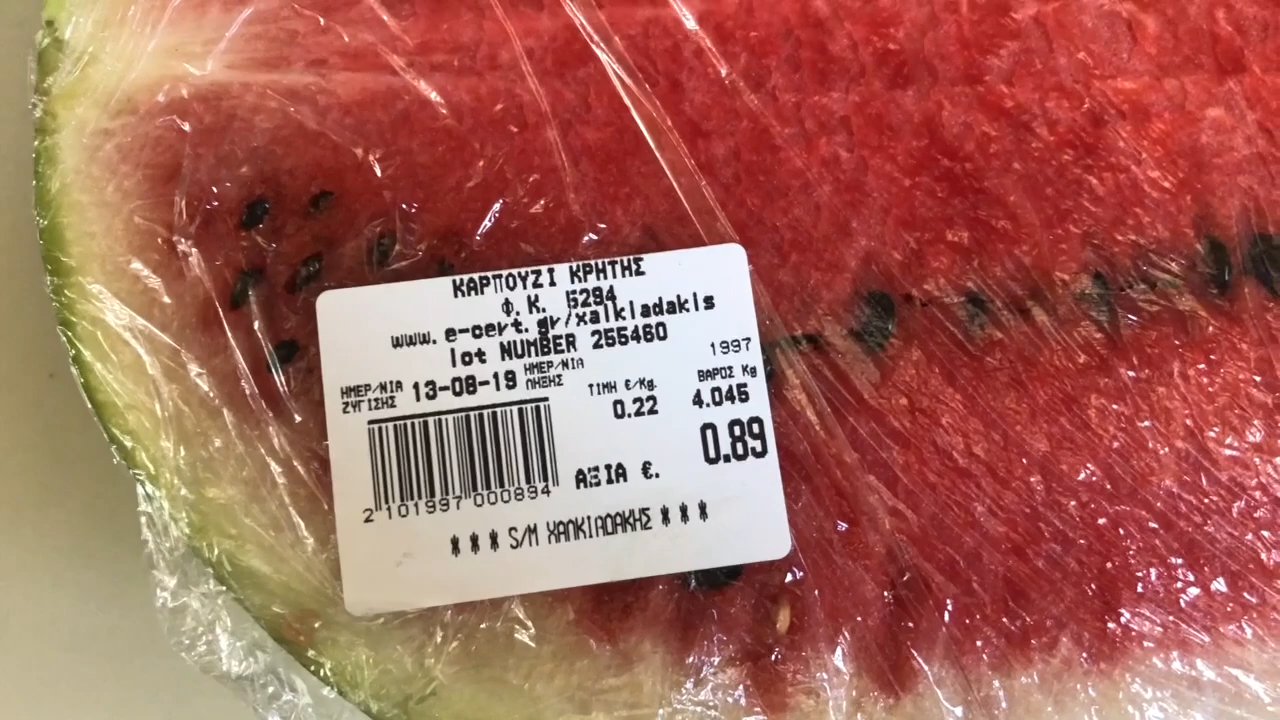 ΚΑΡΠΟΥΖΙ ΚΡΗΤΗΣ
Φ.Κ. 5294
www.e-cert.gr/xalkiadakis
lot NUMBER 255460
1997
ΗΜΕΡ/ΝΙΑ ΖΥΓΙΣΗΣ 13-08-19 ΗΜΕΡ/ΝΙΑ ΛΗΞΗΣ
ΤΙΜΗ €/Kg. ΒΑΡΟΣ Kg
0.22 4.045
ΑΞΙΑ €. 0.89
2 101997 000894
*** S/M ΧΑΛΚΙΑΔΑΚΗΣ ***